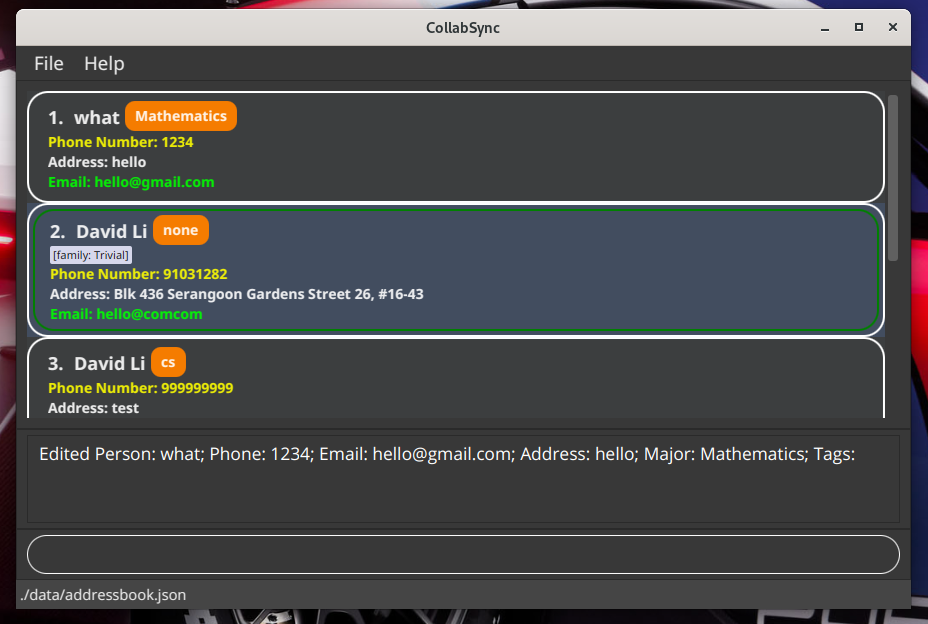 CollabSync
File Help
1. what Mathematics
Phone Number: 1234
Address: hello
Email: hello@gmail.com
2. David Li none
[family: Trivial]
Phone Number: 91031282
Address: Blk 436 Serangoon Gardens Street 26, #16-43
Email: hello@comcom
3. David Li cs
Phone Number: 999999999
Address: test
Edited Person: what; Phone: 1234; Email: hello@gmail.com; Address: hello; Major: Mathematics; Tags:
./data/addressbook.json